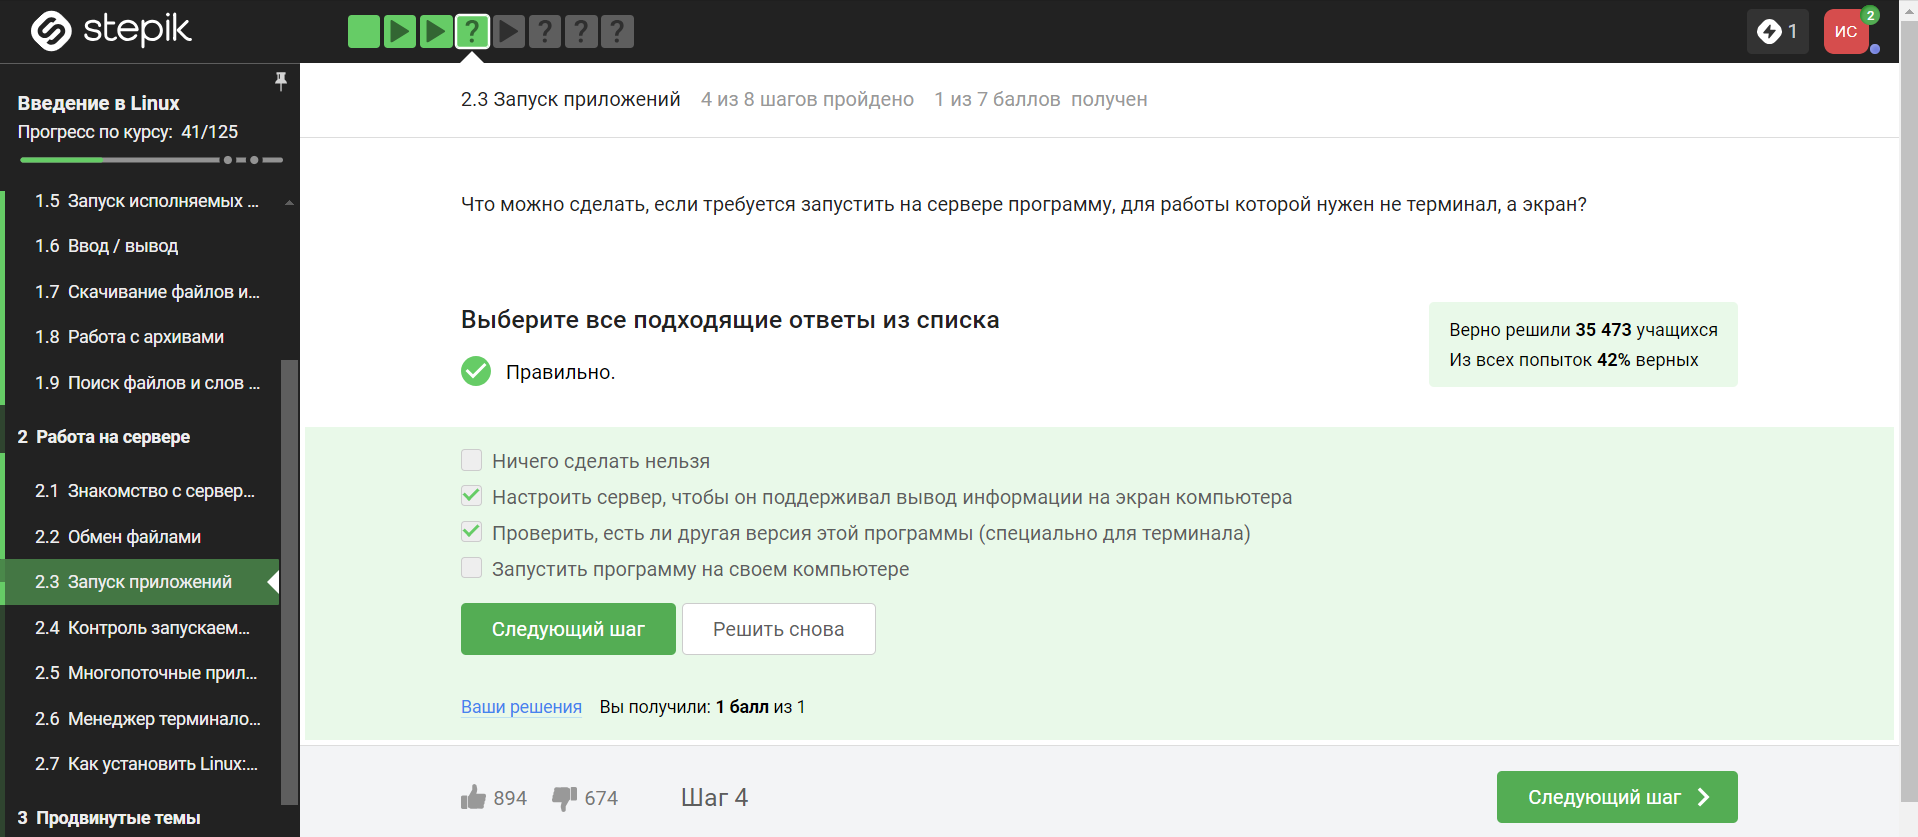 stepik
?
?
?
?
1
ИС
2
Введение в Linux
Прогресс по курсу: 41/125
1.5 Запуск исполняемых ...
1.6 Ввод / вывод
1.7 Скачивание файлов и...
1.8 Работа с архивами
1.9 Поиск файлов и слов ...
2 Работа на сервере
2.1 Знакомство с сервер...
2.2 Обмен файлами
2.3 Запуск приложений
2.4 Контроль запускаем...
2.5 Многопоточные прил...
2.6 Менеджер терминало...
2.7 Как установить Linux:...
3 Продвинутые темы
2.3 Запуск приложений 4 из 8 шагов пройдено 1 из 7 баллов получен
Что можно сделать, если требуется запустить на сервере программу, для работы которой нужен не терминал, а экран?
Выберите все подходящие ответы из списка
Правильно.
Верно решили 35 473 учащихся
Из всех попыток 42% верных
Ничего сделать нельзя
Настроить сервер, чтобы он поддерживал вывод информации на экран компьютера
Проверить, есть ли другая версия этой программы (специально для терминала)
Запустить программу на своем компьютере
Следующий шаг
Решить снова
Ваши решения Вы получили: 1 балл из 1
894 674 Шаг 4
Следующий шаг